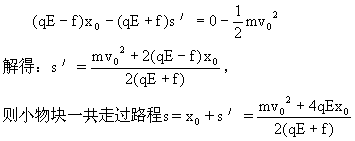 (qE－f)x₀－(qE＋f)s′＝0－½mv₀²
解得：s′＝(mv₀²＋2(qE－f)x₀)/(2(qE＋f))，
则小物块一共走过路程s＝x₀＋s′＝(mv₀²＋4qEx₀)/(2(qE＋f))